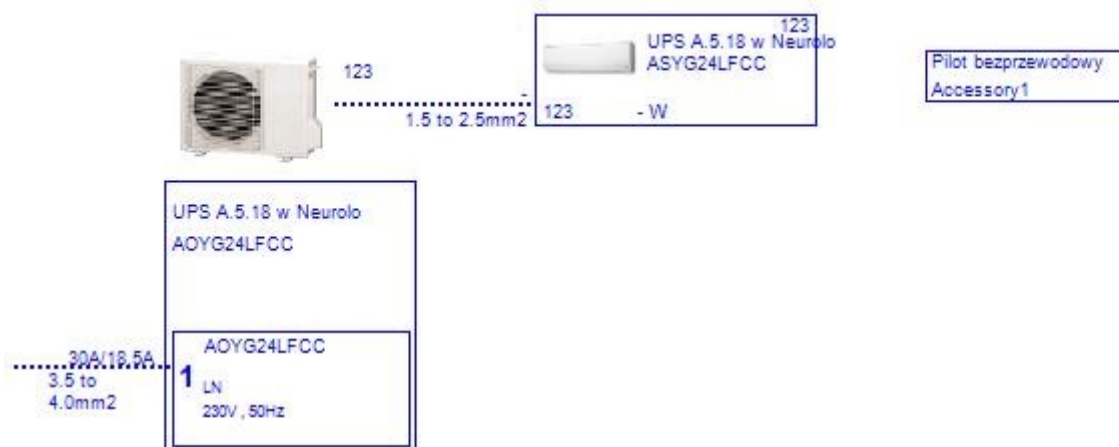 123
UPS A.5.18 w Neurolo
ASYG24LFCC
123 - W
Pilot bezprzewodowy
Accessory1
123
-
1.5 to 2.5mm2
UPS A.5.18 w Neurolo
AOYG24LFCC
AOYG24LFCC
1 LN
230V , 50Hz
30A/18.5A
3.5 to
4.0mm2